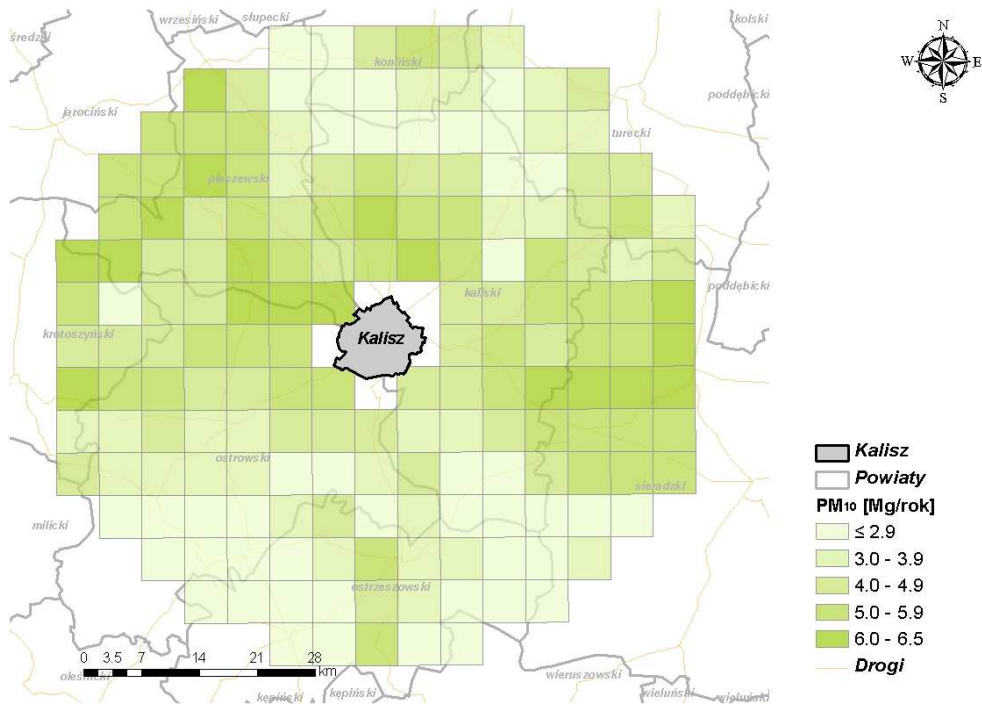 wrzesiński
słupecki
kolski
średzki
koniński
N
W E
S
poddębicki
jarociński
turecki
pleszewski
kaliski
poddębicki
krotoszyński
Kalisz
ostrowski
sieradzki
milicki
ostrzeszowski
0 3.5 7 14 21 28
km
oleśnicki
kępiński
kępiński
wieruszowski
wieluński
wieluński
Kalisz
Powiaty
PM10 [Mg/rok]
≤ 2.9
3.0 - 3.9
4.0 - 4.9
5.0 - 5.9
6.0 - 6.5
Drogi